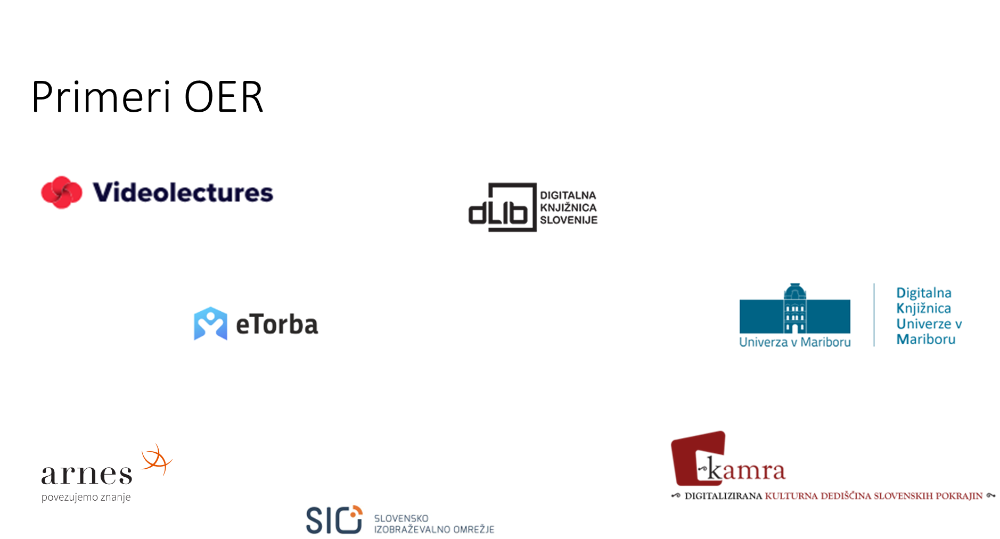 Primeri OER
Videolectures
dLib
DIGITALNA
KNJIŽNICA
SLOVENIJE
eTorba
Univerza v Mariboru
Digitalna
Knjižnica
Univerze v
Mariboru
arnes
povezujemo znanje
SIO
SLOVENSKO
IZOBRAŽEVALNO OMREŽJE
kamra
DIGITALIZIRANA KULTURNA DEDIŠČINA SLOVENSKIH POKRAJIN